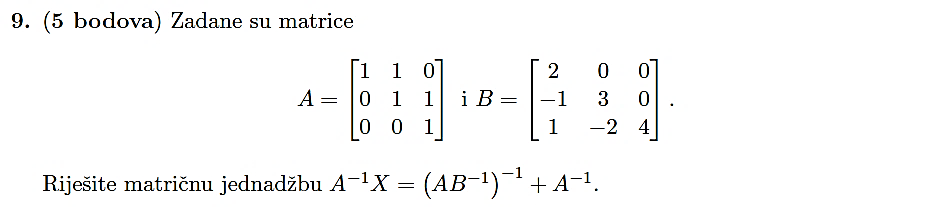 9. (5 bodova) Zadane su matrice
A = [1 1 0; 0 1 1; 0 0 1] i B = [2 0 0; −1 3 0; 1 −2 4].
Riješite matričnu jednadžbu A⁻¹X = (AB⁻¹)⁻¹ + A⁻¹.